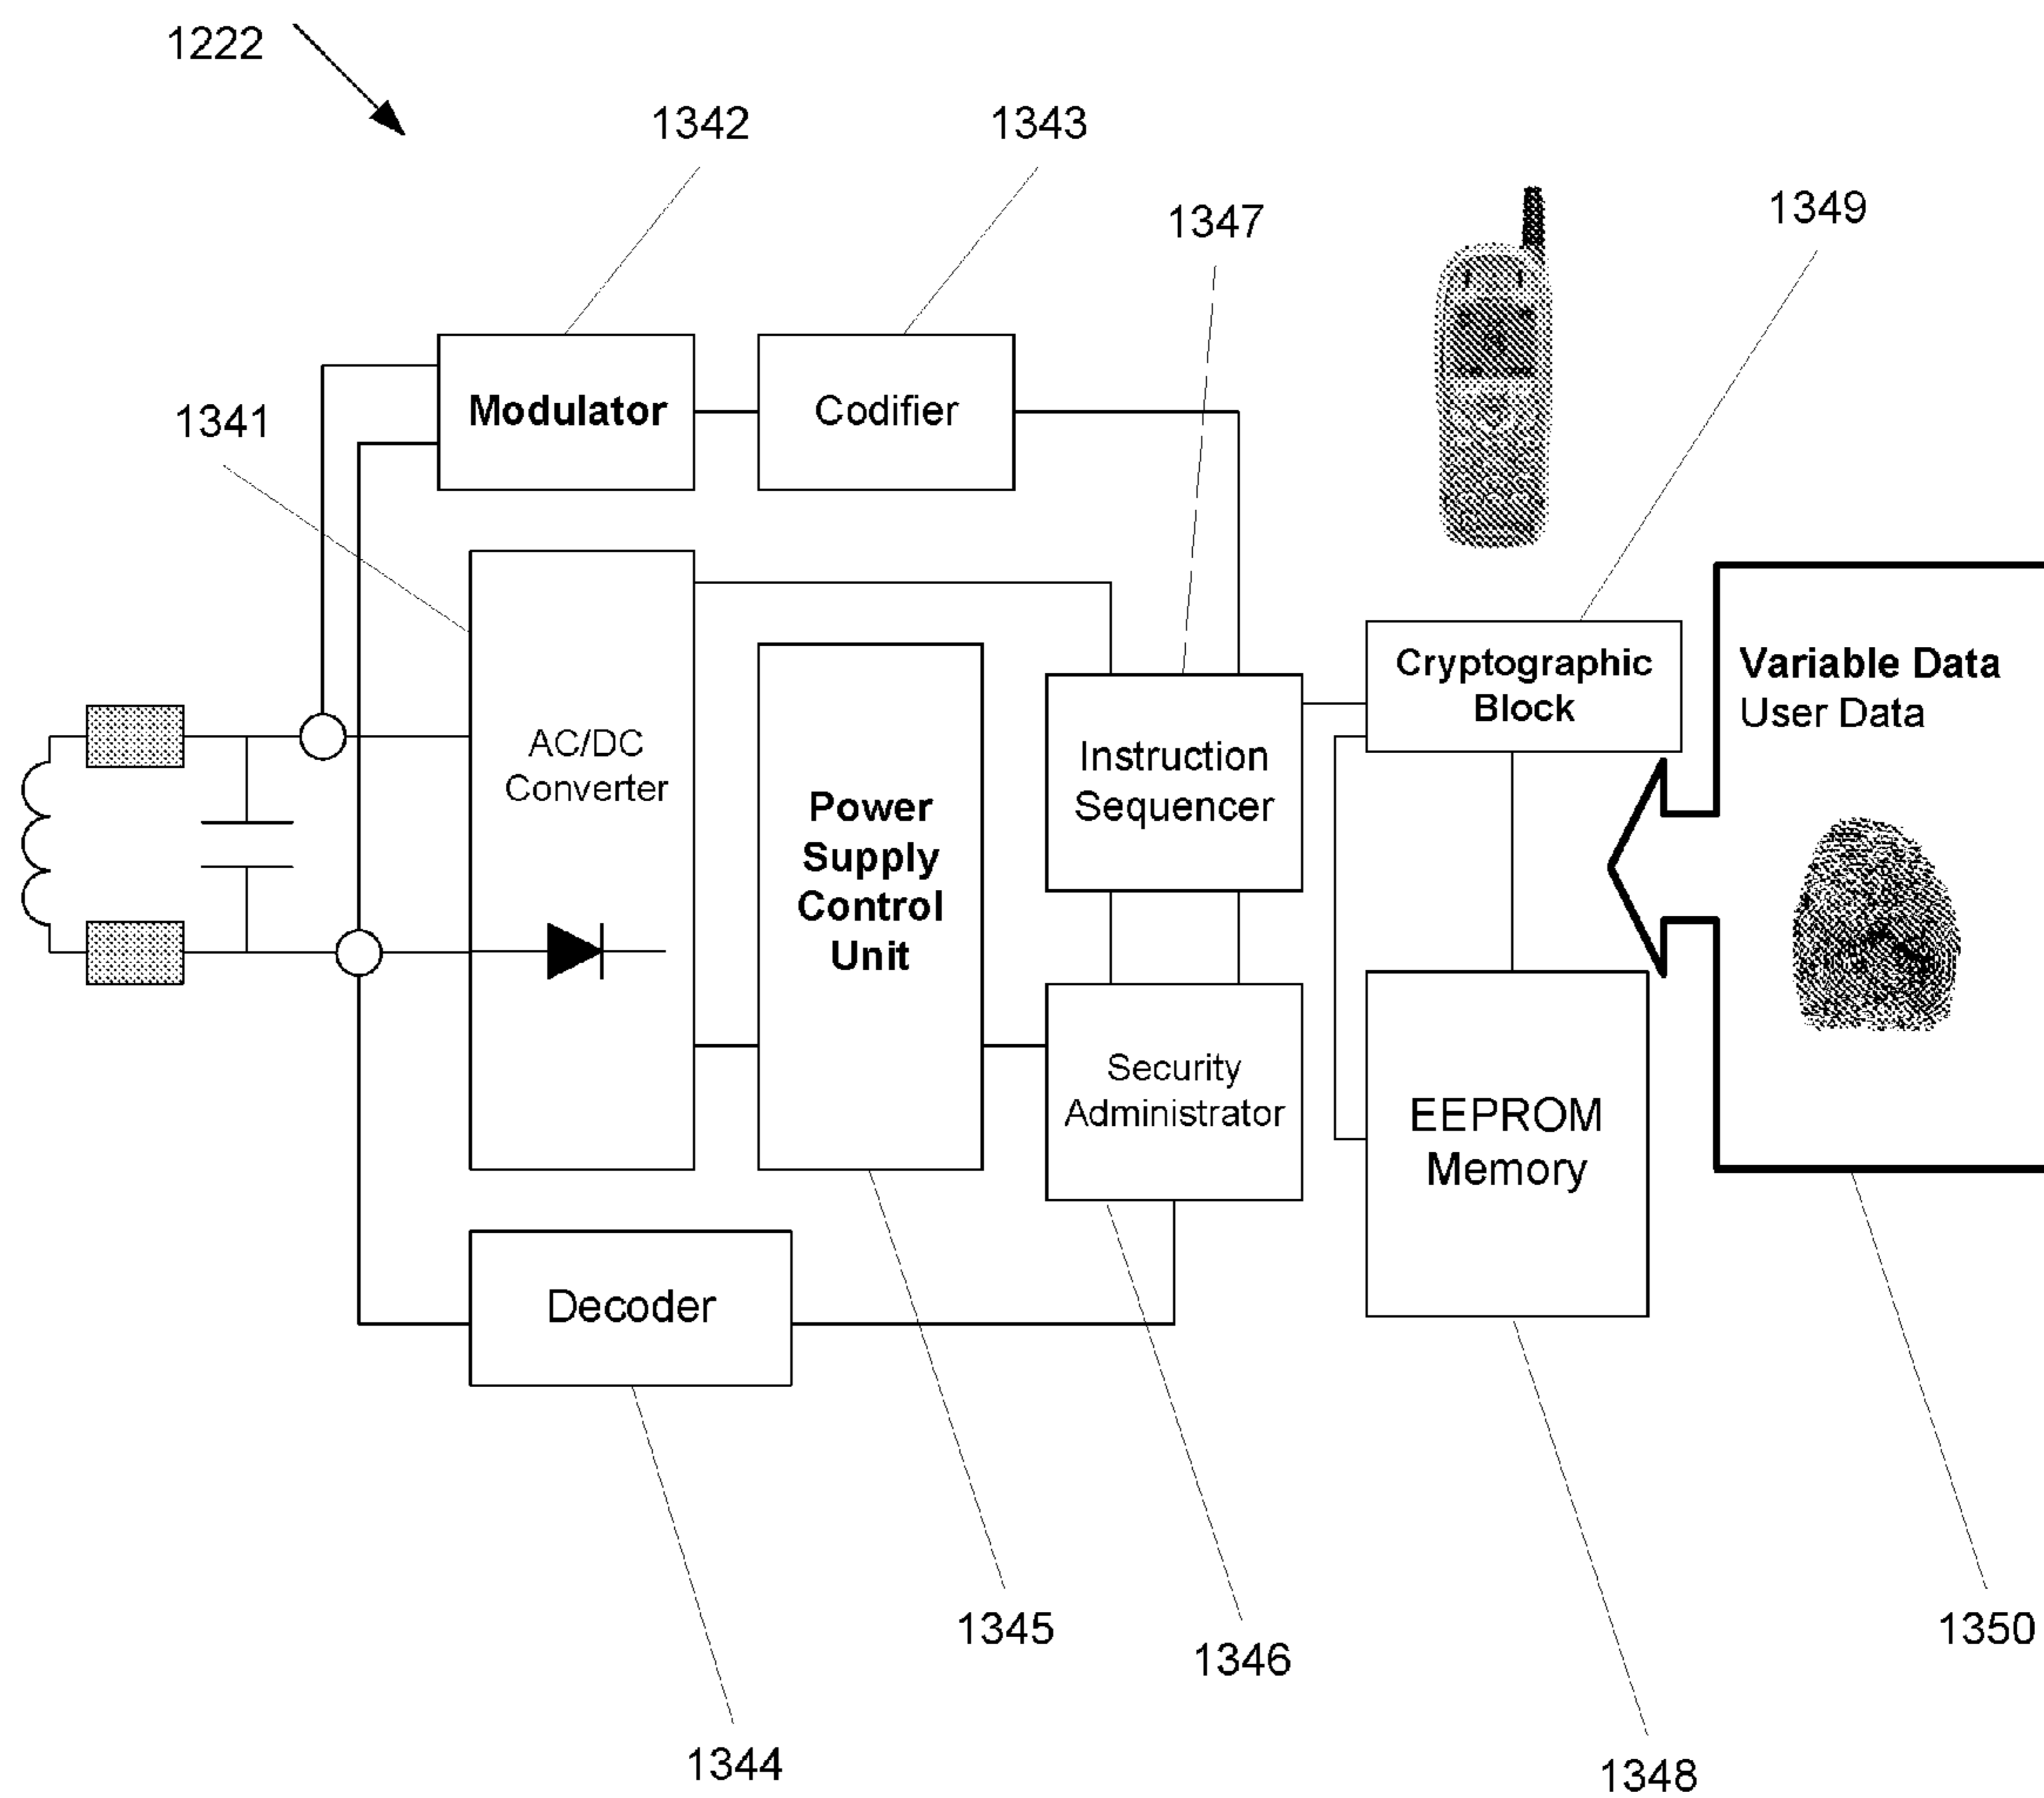 1222
1342
1343
1347
1349
1341
Modulator
Codifier
Cryptographic
Block
Variable Data
User Data
AC/DC
Converter
Instruction
Sequencer
Power
Supply
Control
Unit
Security
Administrator
EEPROM
Memory
Decoder
1345
1346
1350
1344
1348